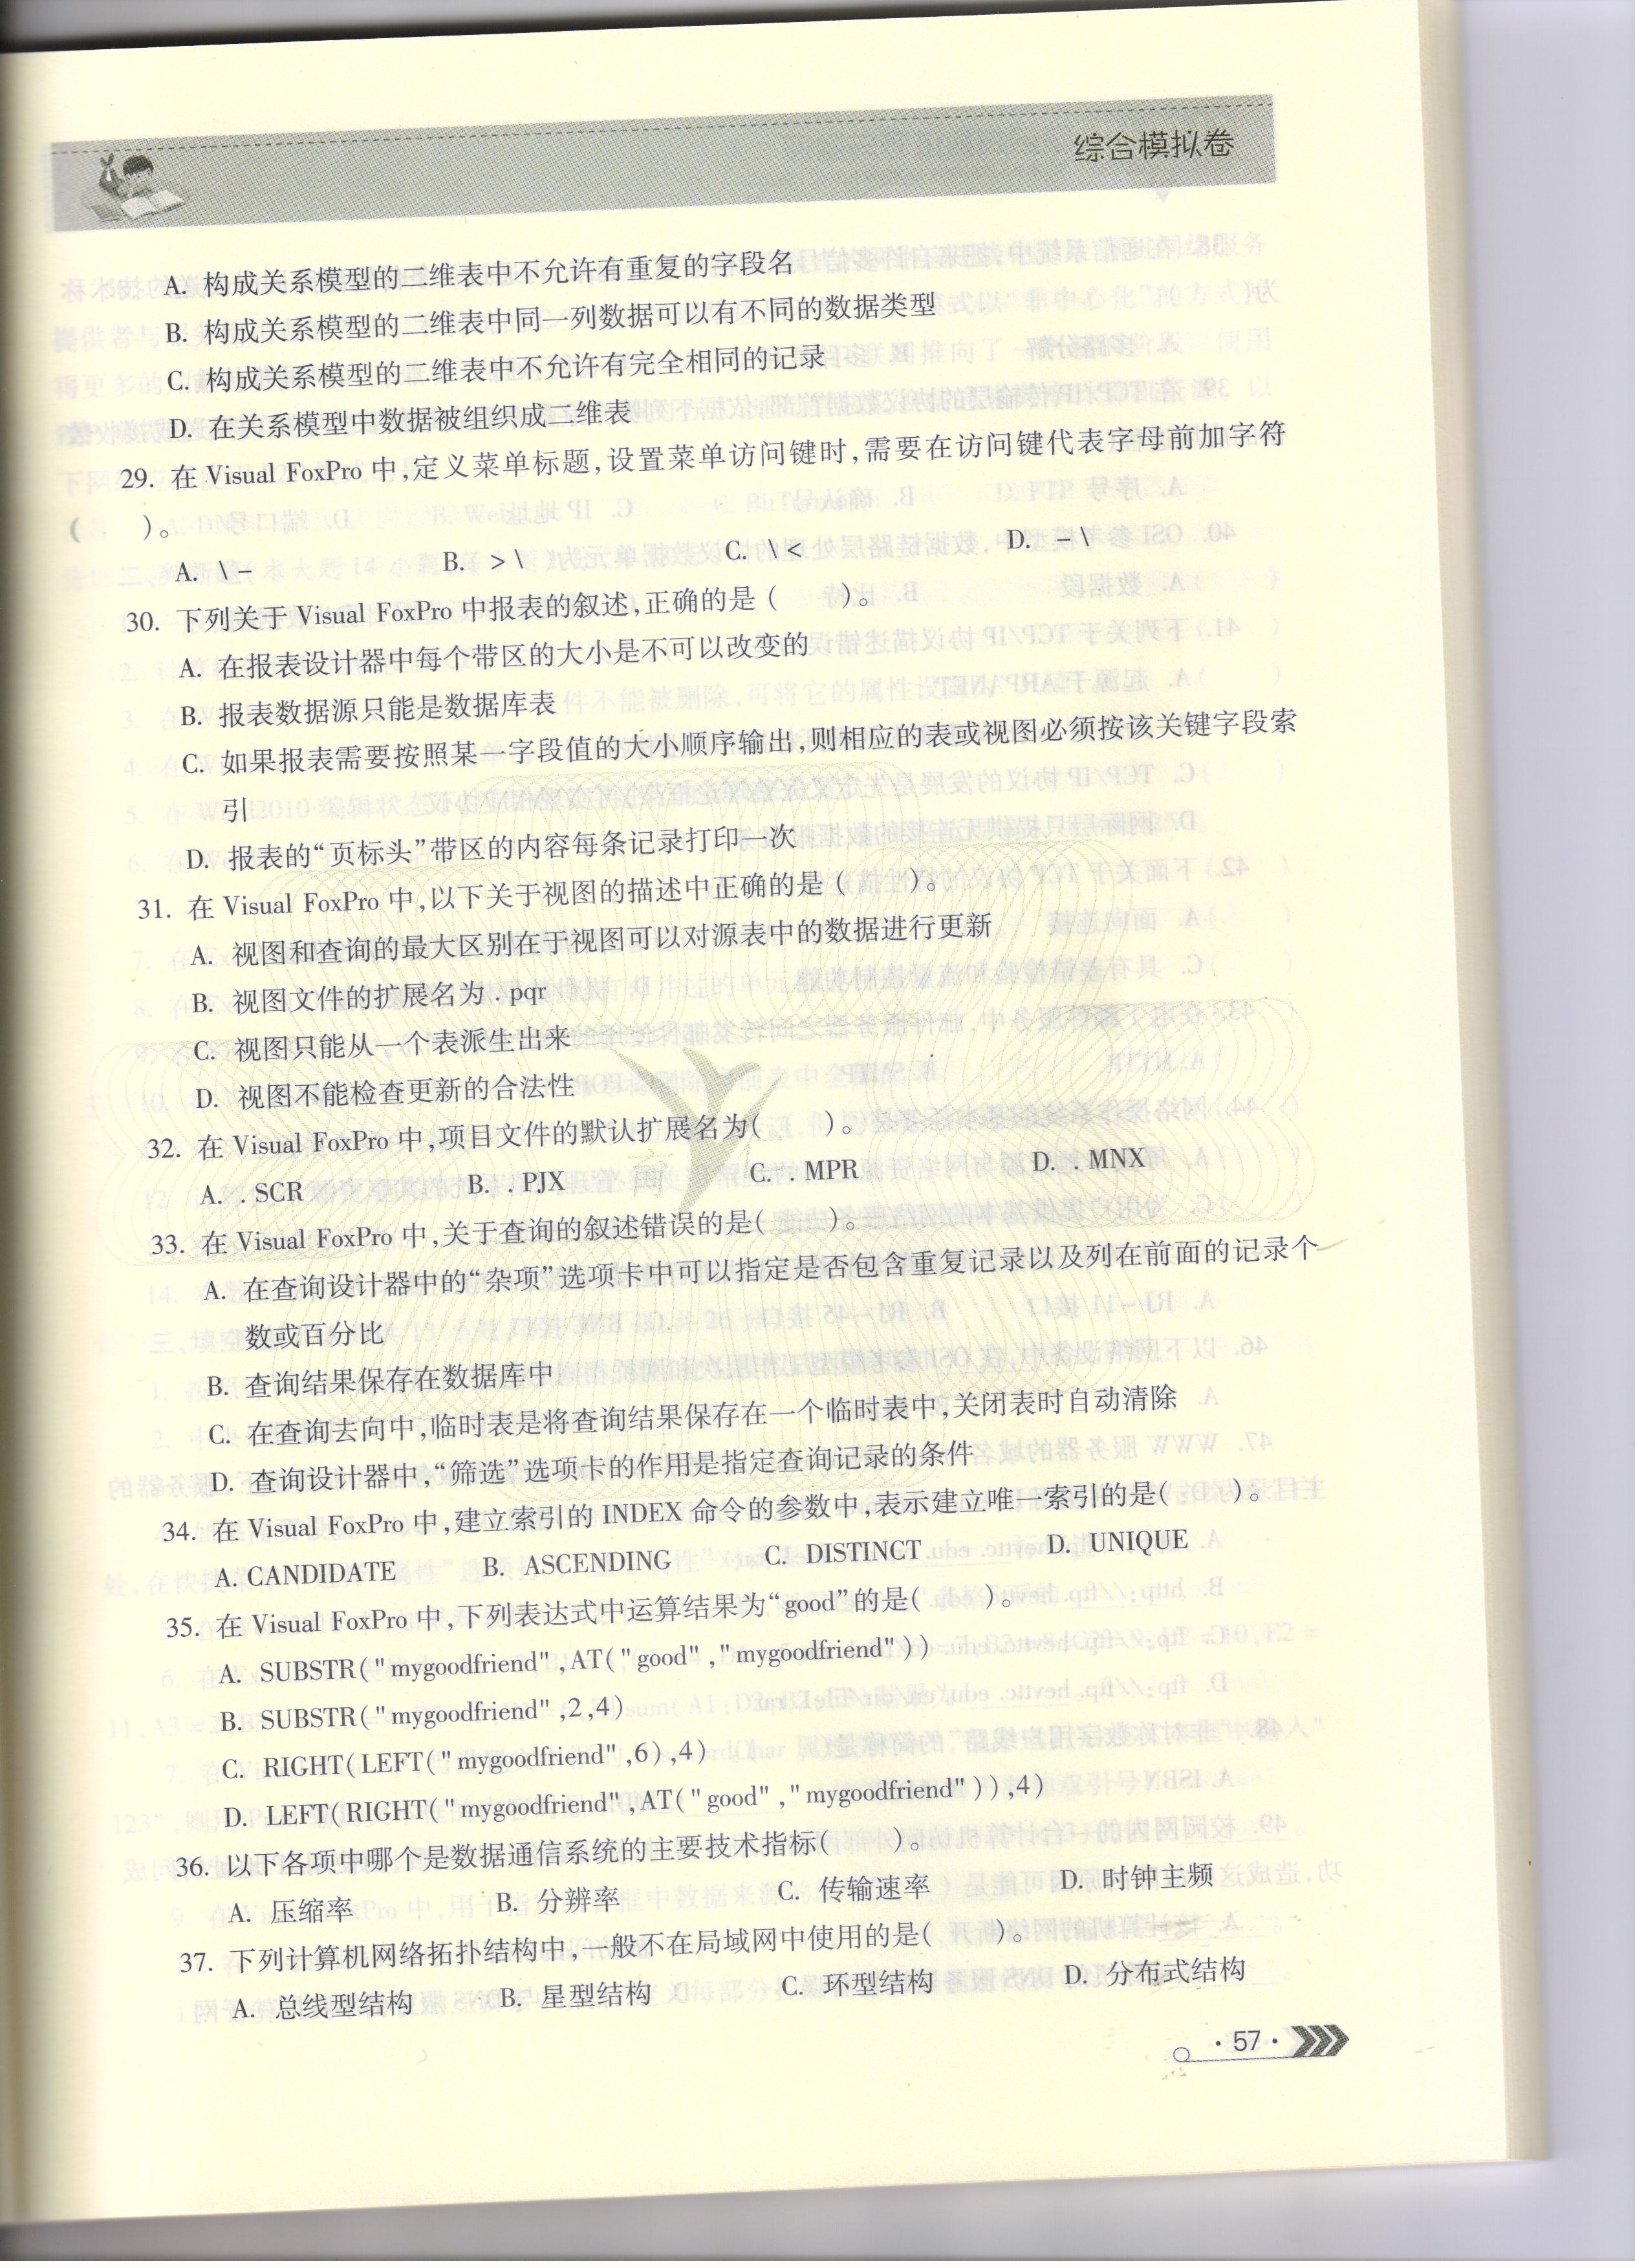 综合模拟卷
A. 构成关系模型的二维表中不允许有重复的字段名
B. 构成关系模型的二维表中同一列数据可以有不同的数据类型
C. 构成关系模型的二维表中不允许有完全相同的记录
D. 在关系模型中数据被组织成二维表
29. 在 Visual FoxPro 中,定义菜单标题,设置菜单访问键时,需要在访问键代表字母前加字符
( )。
A. \ - B. > \ C. \ < D. - \
30. 下列关于 Visual FoxPro 中报表的叙述,正确的是 ( )。
A. 在报表设计器中每个带区的大小是不可以改变的
B. 报表数据源只能是数据库表
C. 如果报表需要按照某一字段值的大小顺序输出,则相应的表或视图必须按该关键字段索
引
D. 报表的“页标头”带区的内容每条记录打印一次
31. 在 Visual FoxPro 中,以下关于视图的描述中正确的是 ( )。
A. 视图和查询的最大区别在于视图可以对源表中的数据进行更新
B. 视图文件的扩展名为 . pqr
C. 视图只能从一个表派生出来
D. 视图不能检查更新的合法性
32. 在 Visual FoxPro 中,项目文件的默认扩展名为( )。
A. . SCR B. . PJX C. . MPR D. . MNX
33. 在 Visual FoxPro 中,关于查询的叙述错误的是( )。
A. 在查询设计器中的“杂项”选项卡中可以指定是否包含重复记录以及列在前面的记录个
数或百分比
B. 查询结果保存在数据库中
C. 在查询去向中,临时表是将查询结果保存在一个临时表中,关闭表时自动清除
D. 查询设计器中,“筛选”选项卡的作用是指定查询记录的条件
34. 在 Visual FoxPro 中,建立索引的 INDEX 命令的参数中,表示建立唯一索引的是( )。
A. CANDIDATE B. ASCENDING C. DISTINCT D. UNIQUE
35. 在 Visual FoxPro 中,下列表达式中运算结果为“good”的是( )。
A. SUBSTR("mygoodfriend",AT("good","mygoodfriend"))
B. SUBSTR("mygoodfriend",2,4)
C. RIGHT(LEFT("mygoodfriend",6),4)
D. LEFT(RIGHT("mygoodfriend",AT("good","mygoodfriend")),4)
36. 以下各项中哪个是数据通信系统的主要技术指标( )。
A. 压缩率 B. 分辨率 C. 传输速率 D. 时钟主频
37. 下列计算机网络拓扑结构中,一般不在局域网中使用的是( )。
A. 总线型结构 B. 星型结构 C. 环型结构 D. 分布式结构
· 57 ·